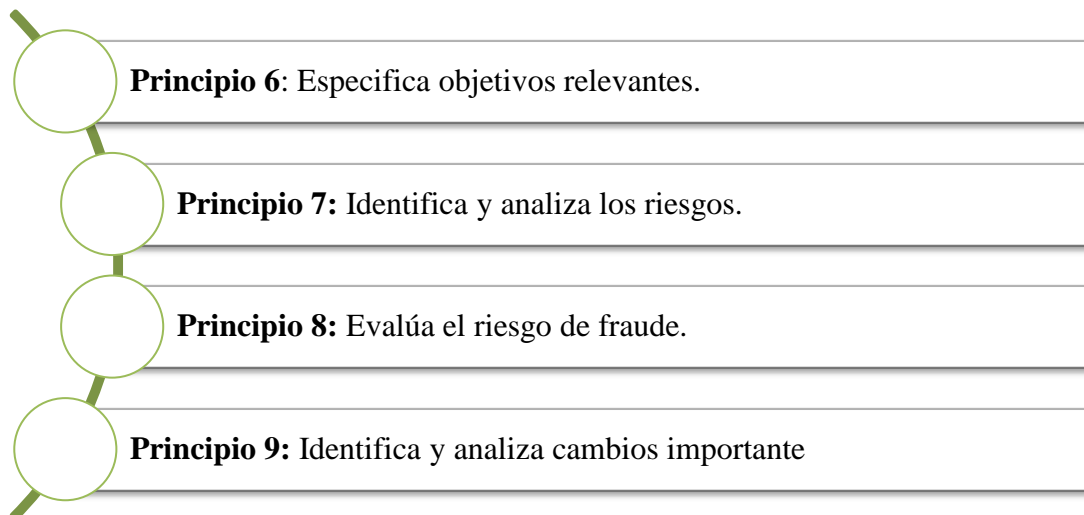 Principio 6: Especifica objetivos relevantes.
Principio 7: Identifica y analiza los riesgos.
Principio 8: Evalúa el riesgo de fraude.
Principio 9: Identifica y analiza cambios importante